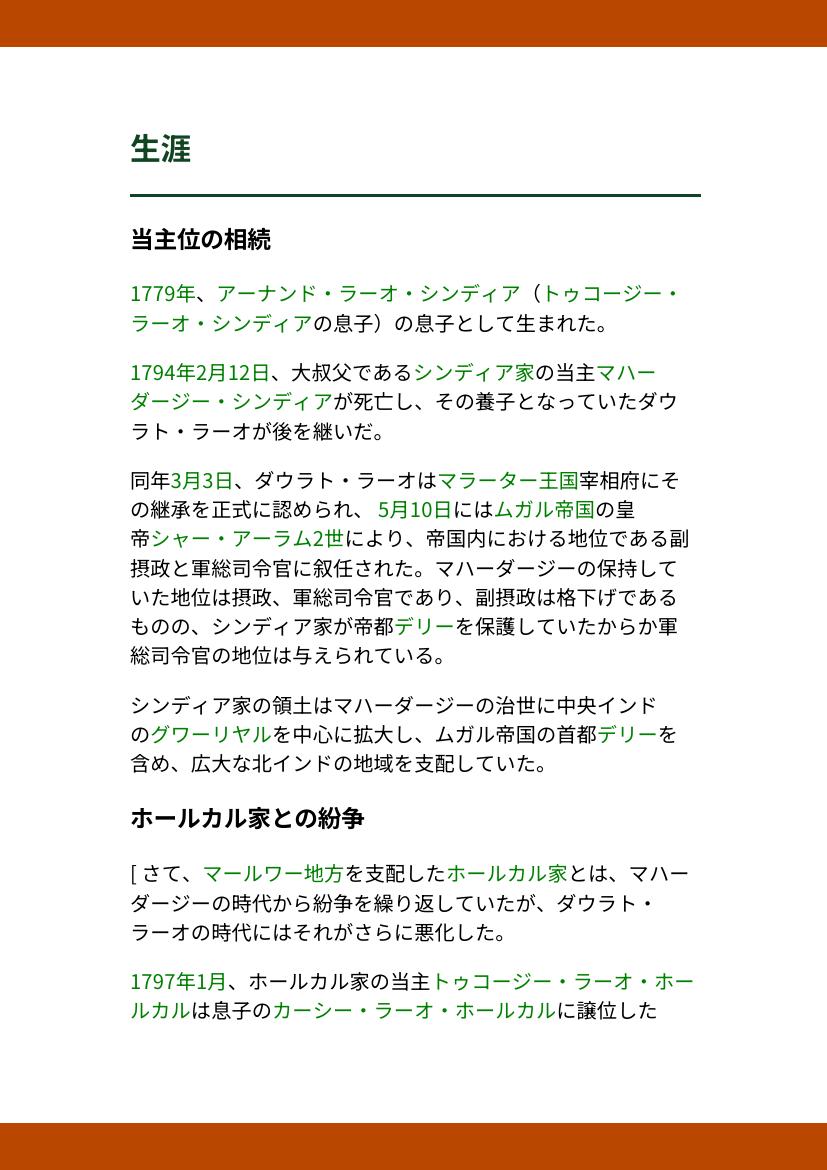 生涯
当主位の相続
1779年、アーナンド・ラーオ・シンディア（トゥコージー・
ラーオ・シンディアの息子）の息子として生まれた。
1794年2月12日、大叔父であるシンディア家の当主マハー
ダージー・シンディアが死亡し、その養子となっていたダウ
ラト・ラーオが後を継いだ。
同年3月3日、ダウラト・ラーオはマラーター王国宰相府にそ
の継承を正式に認められ、 5月10日にはムガル帝国の皇
帝シャー・アーラム2世により、帝国内における地位である副
摂政と軍総司令官に叙任された。マハーダージーの保持して
いた地位は摂政、軍総司令官であり、副摂政は格下げである
ものの、シンディア家が帝都デリーを保護していたからか軍
総司令官の地位は与えられている。
シンディア家の領土はマハーダージーの治世に中央インド
のグワーリヤルを中心に拡大し、ムガル帝国の首都デリーを
含め、広大な北インドの地域を支配していた。
ホールカル家との紛争
[ さて、マールワー地方を支配したホールカル家とは、マハー
ダージーの時代から紛争を繰り返していたが、ダウラト・
ラーオの時代にはそれがさらに悪化した。
1797年1月、ホールカル家の当主トゥコージー・ラーオ・ホー
ルカルは息子のカーシー・ラーオ・ホールカルに譲位した